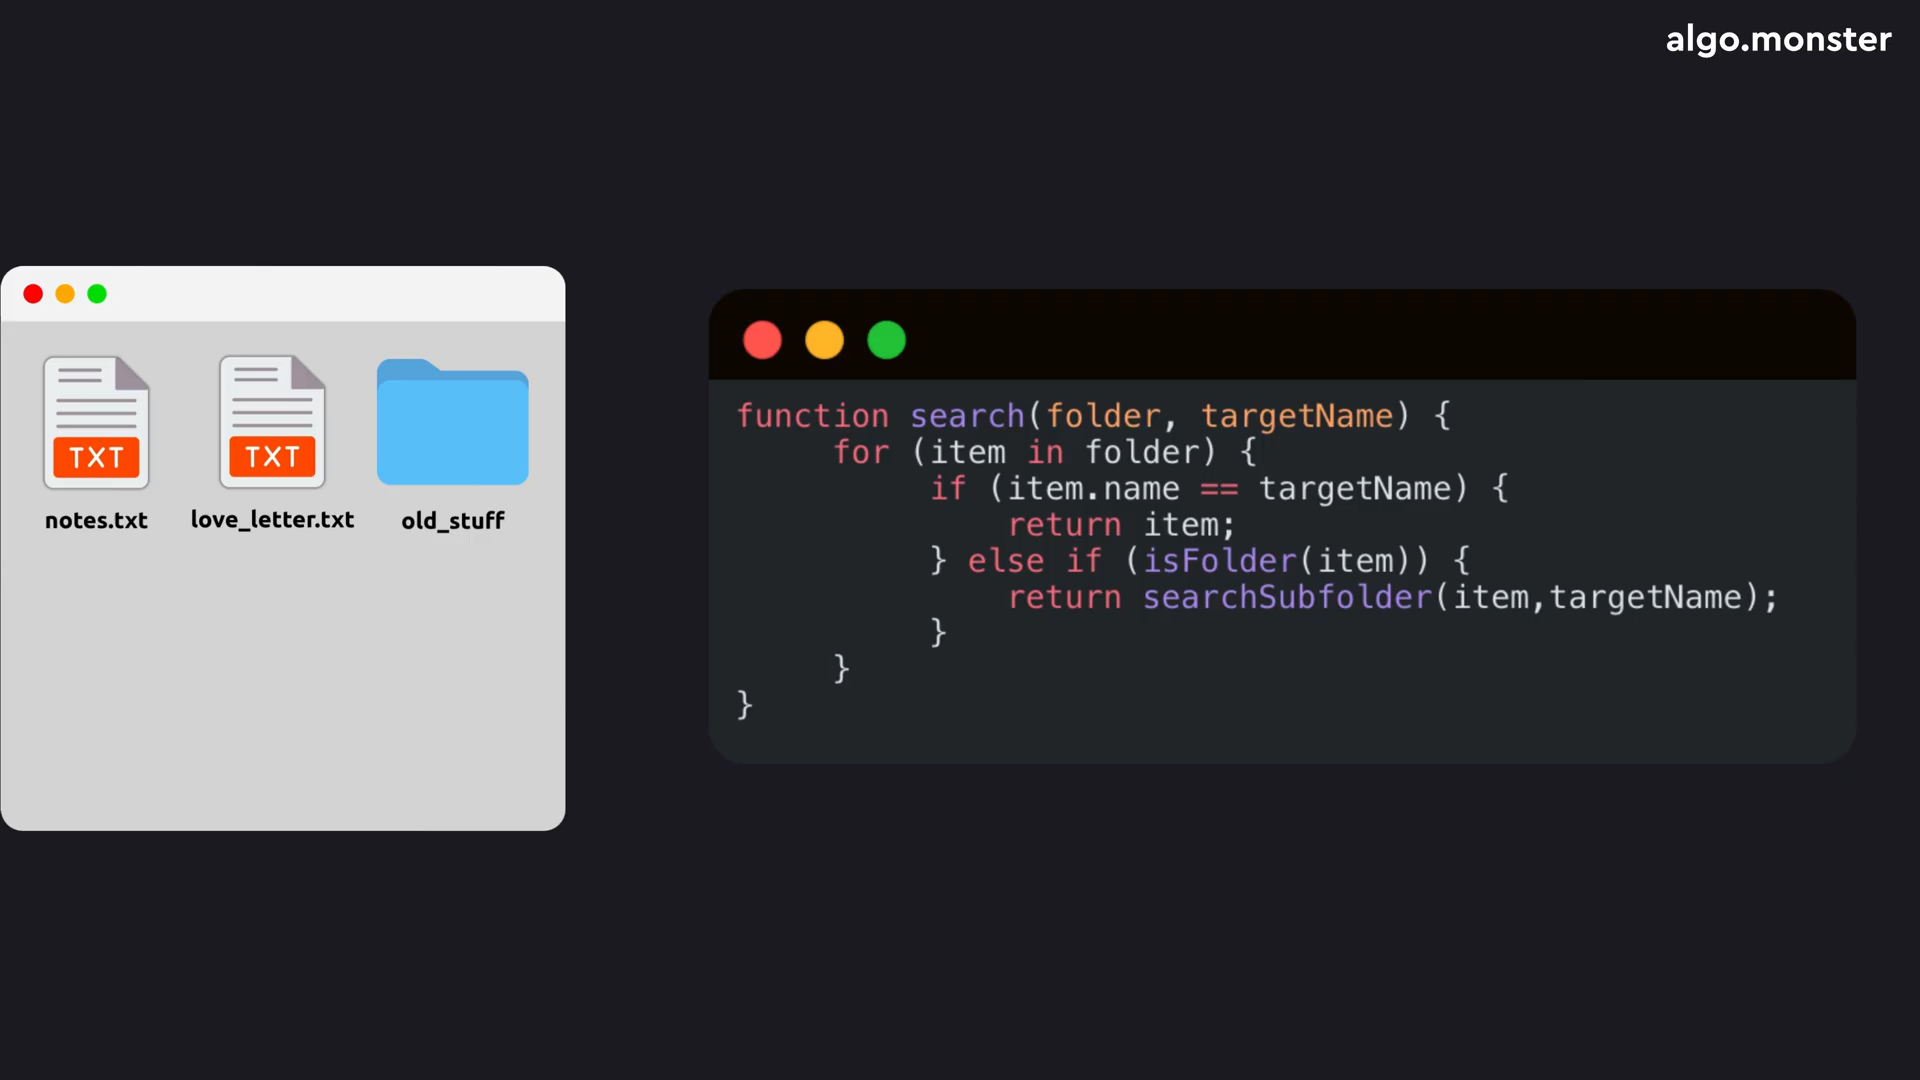 algo.monster
TXT
TXT
notes.txt
love_letter.txt
old_stuff
function search(folder, targetName) {
for (item in folder) {
if (item.name == targetName) {
return item;
} else if (isFolder(item)) {
return searchSubfolder(item,targetName);
}
}
}